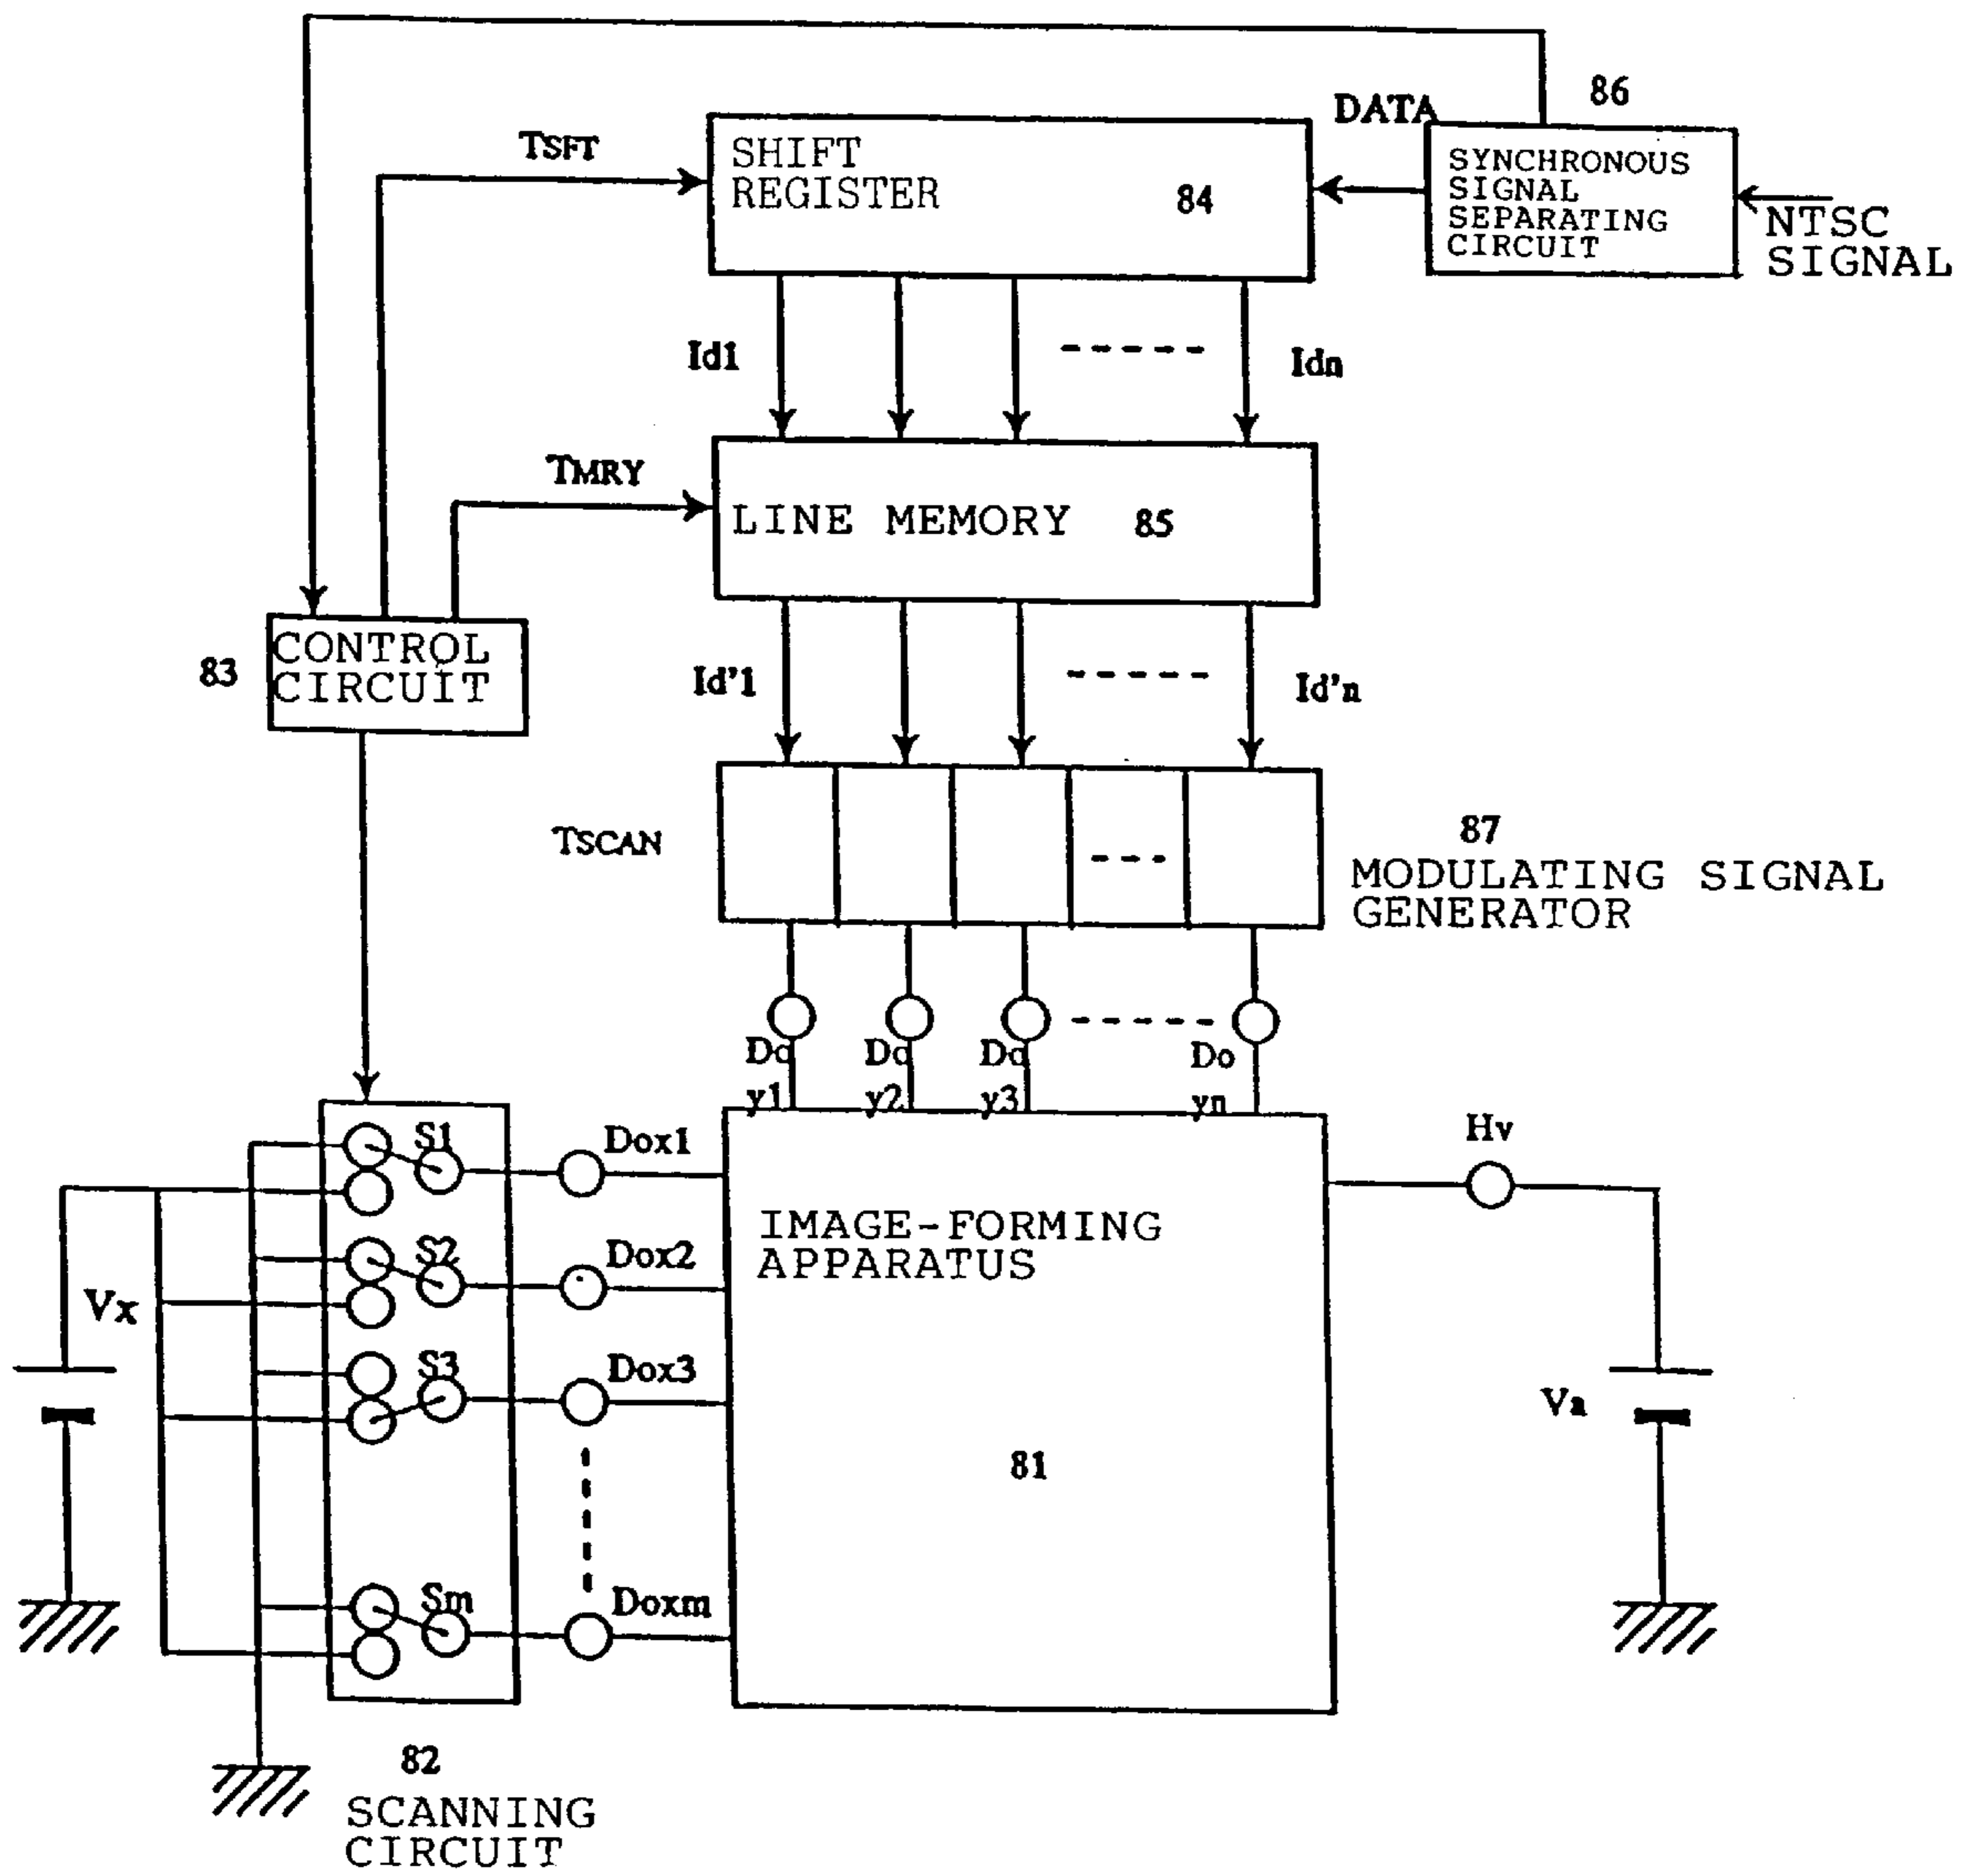 86
DATA
TSFT
SHIFT
REGISTER
84
SYNCHRONOUS
SIGNAL
SEPARATING
CIRCUIT
NTSC
SIGNAL
Id1
Idn
TMRY
LINE MEMORY 85
83
CONTROL
CIRCUIT
Id'1
Id'n
TSCAN
87
MODULATING SIGNAL
GENERATOR
Do Do Do Do
y1 y2 y3 yn
S1
Dox1
Hv
IMAGE-FORMING
APPARATUS
S2
Dox2
Vx
S3
Dox3
Va
81
Sm
Doxm
82
SCANNING
CIRCUIT